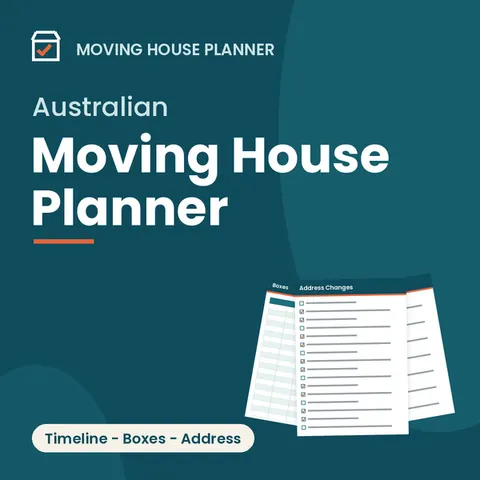 MOVING HOUSE PLANNER
Australian
Moving House
Planner
Boxes
Address Changes
Timeline - Boxes - Address